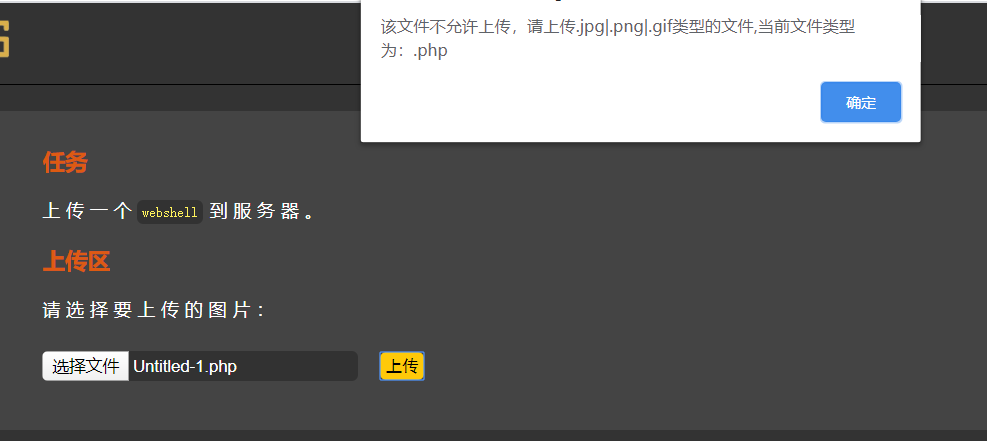 该文件不允许上传，请上传.jpg|.png|.gif类型的文件,当前文件类型
为：.php
确定
任务
上传一个 webshell 到服务器。
上传区
请选择要上传的图片：
选择文件 Untitled-1.php 上传